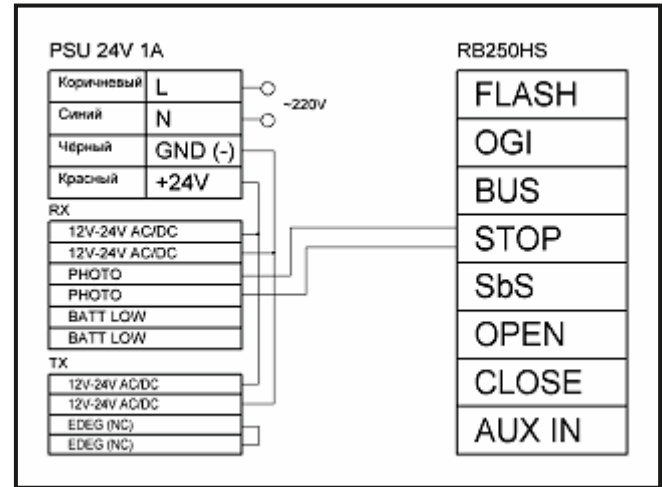 PSU 24V 1A
Коричневый L
Синий N
Чёрный GND (-)
Красный +24V
~220V
RX
12V-24V AC/DC
12V-24V AC/DC
PHOTO
PHOTO
BATT LOW
BATT LOW
TX
12V-24V AC/DC
12V-24V AC/DC
EDEG (NC)
EDEG (NC)
RB250HS
FLASH
OGI
BUS
STOP
SbS
OPEN
CLOSE
AUX IN